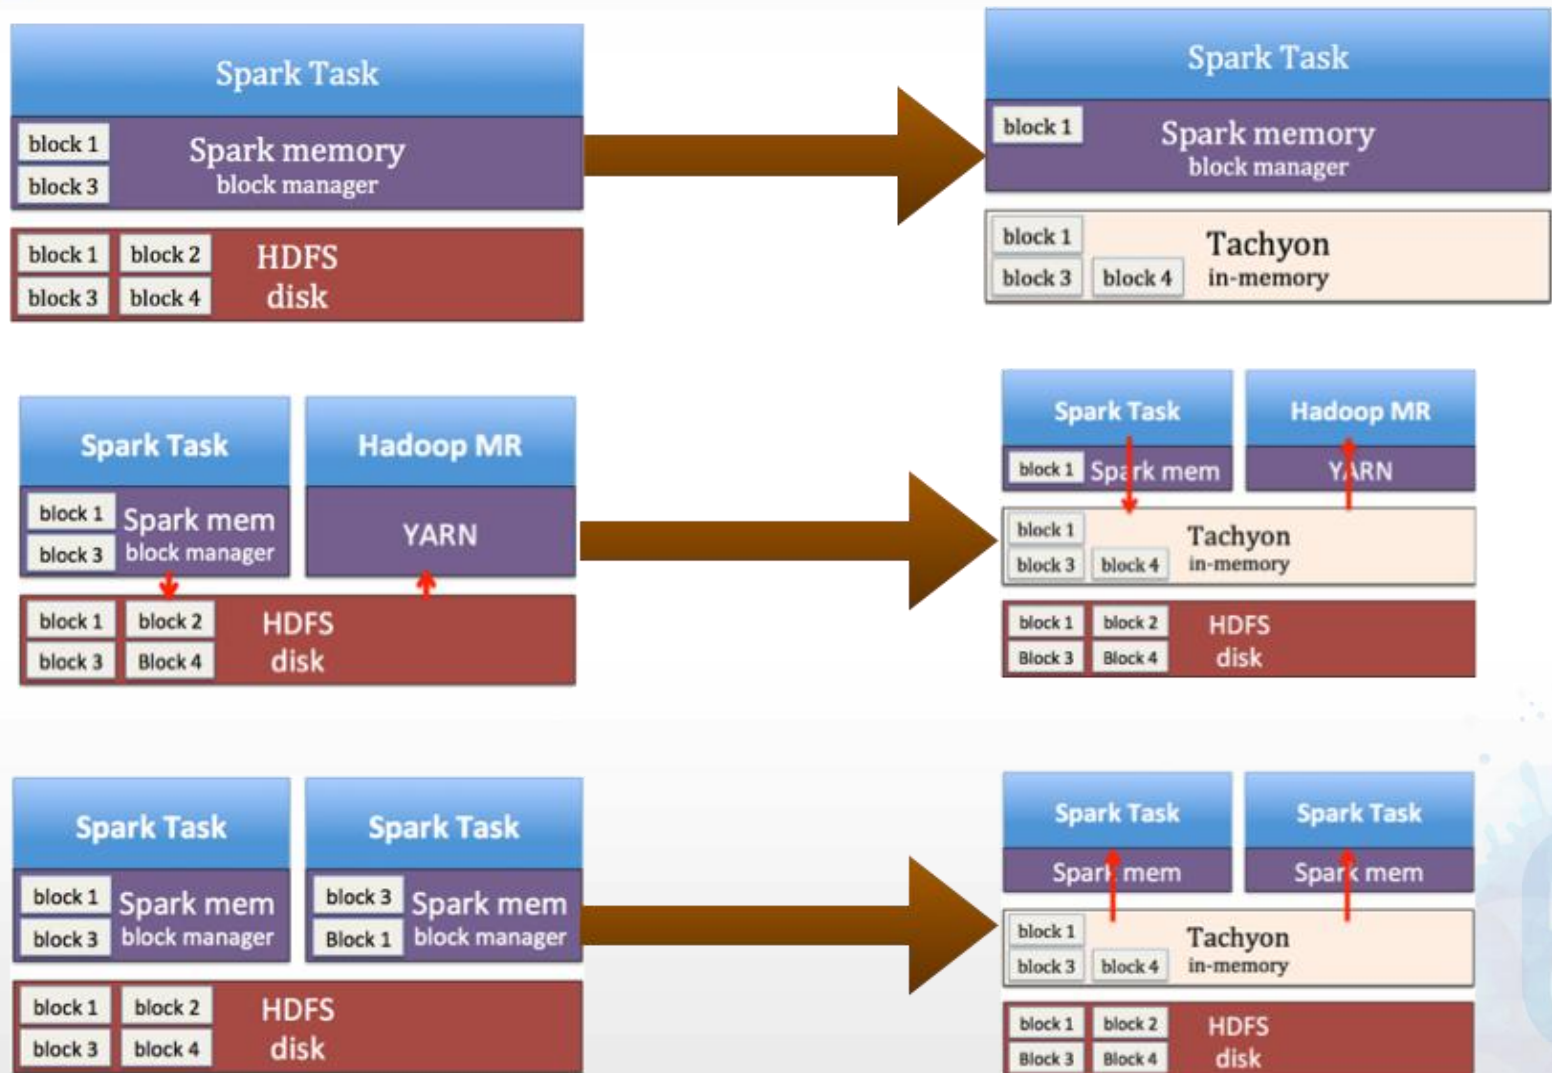 Spark Task
block 1
block 3
Spark memory
block manager
block 1 block 2
block 3 block 4
HDFS
disk
Spark Task
block 1
Spark memory
block manager
block 1
block 3 block 4
Tachyon
in-memory
Spark Task
block 1
block 3
Spark mem
block manager
Hadoop MR
YARN
block 1 block 2
block 3 Block 4
HDFS
disk
Spark Task
block 1 Spark mem
Hadoop MR
YARN
block 1
block 3 block 4
Tachyon
in-memory
block 1 block 2
Block 3 Block 4
HDFS
disk
Spark Task
block 1
block 3
Spark mem
block manager
Spark Task
block 3
Block 1
Spark mem
block manager
block 1 block 2
block 3 block 4
HDFS
disk
Spark Task
Spark mem
Spark Task
Spark mem
block 1
block 3 block 4
Tachyon
in-memory
block 1 block 2
Block 3 Block 4
HDFS
disk